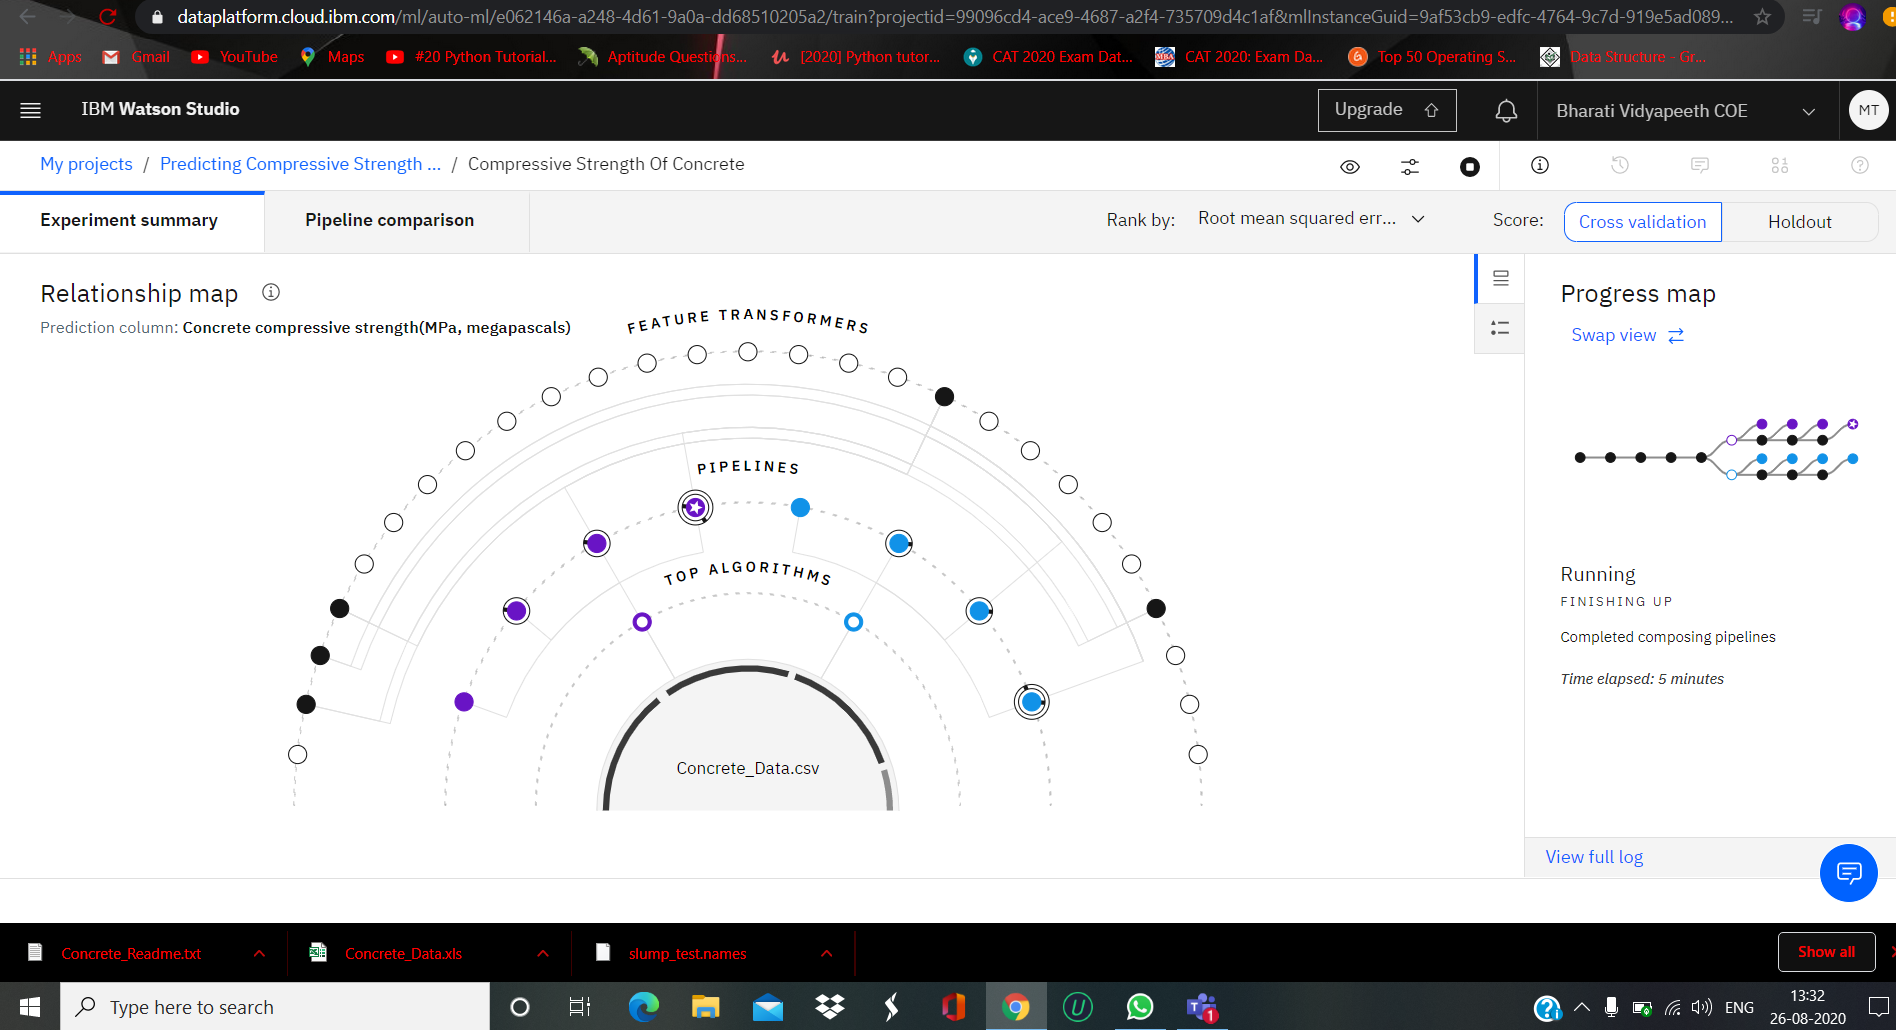 dataplatform.cloud.ibm.com/ml/auto-ml/e062146a-a248-4d61-9a0a-dd68510205a2/train?projectid=99096cd4-ace9-4687-a2f4-735709d4c1af&mlInstanceGuid=9af53cb9-edfc-4764-9c7d-919e5ad089...
Apps Gmail YouTube Maps #20 Python Tutorial... Aptitude Questions... [2020] Python tutor... CAT 2020 Exam Dat... CAT 2020: Exam Da... Top 50 Operating S... Data Structure - Gr...
IBM Watson Studio Upgrade Bharati Vidyapeeth COE MT
My projects / Predicting Compressive Strength ... / Compressive Strength Of Concrete
Experiment summary Pipeline comparison Rank by: Root mean squared err... Score: Cross validation Holdout
Relationship map
Prediction column: Concrete compressive strength(MPa, megapascals)
FEATURE TRANSFORMERS
PIPELINES
TOP ALGORITHMS
Concrete_Data.csv
Progress map
Swap view
Running
FINISHING UP
Completed composing pipelines
Time elapsed: 5 minutes
View full log
Concrete_Readme.txt Concrete_Data.xls slump_test.names Show all
Type here to search
1
ENG
13:32
26-08-2020